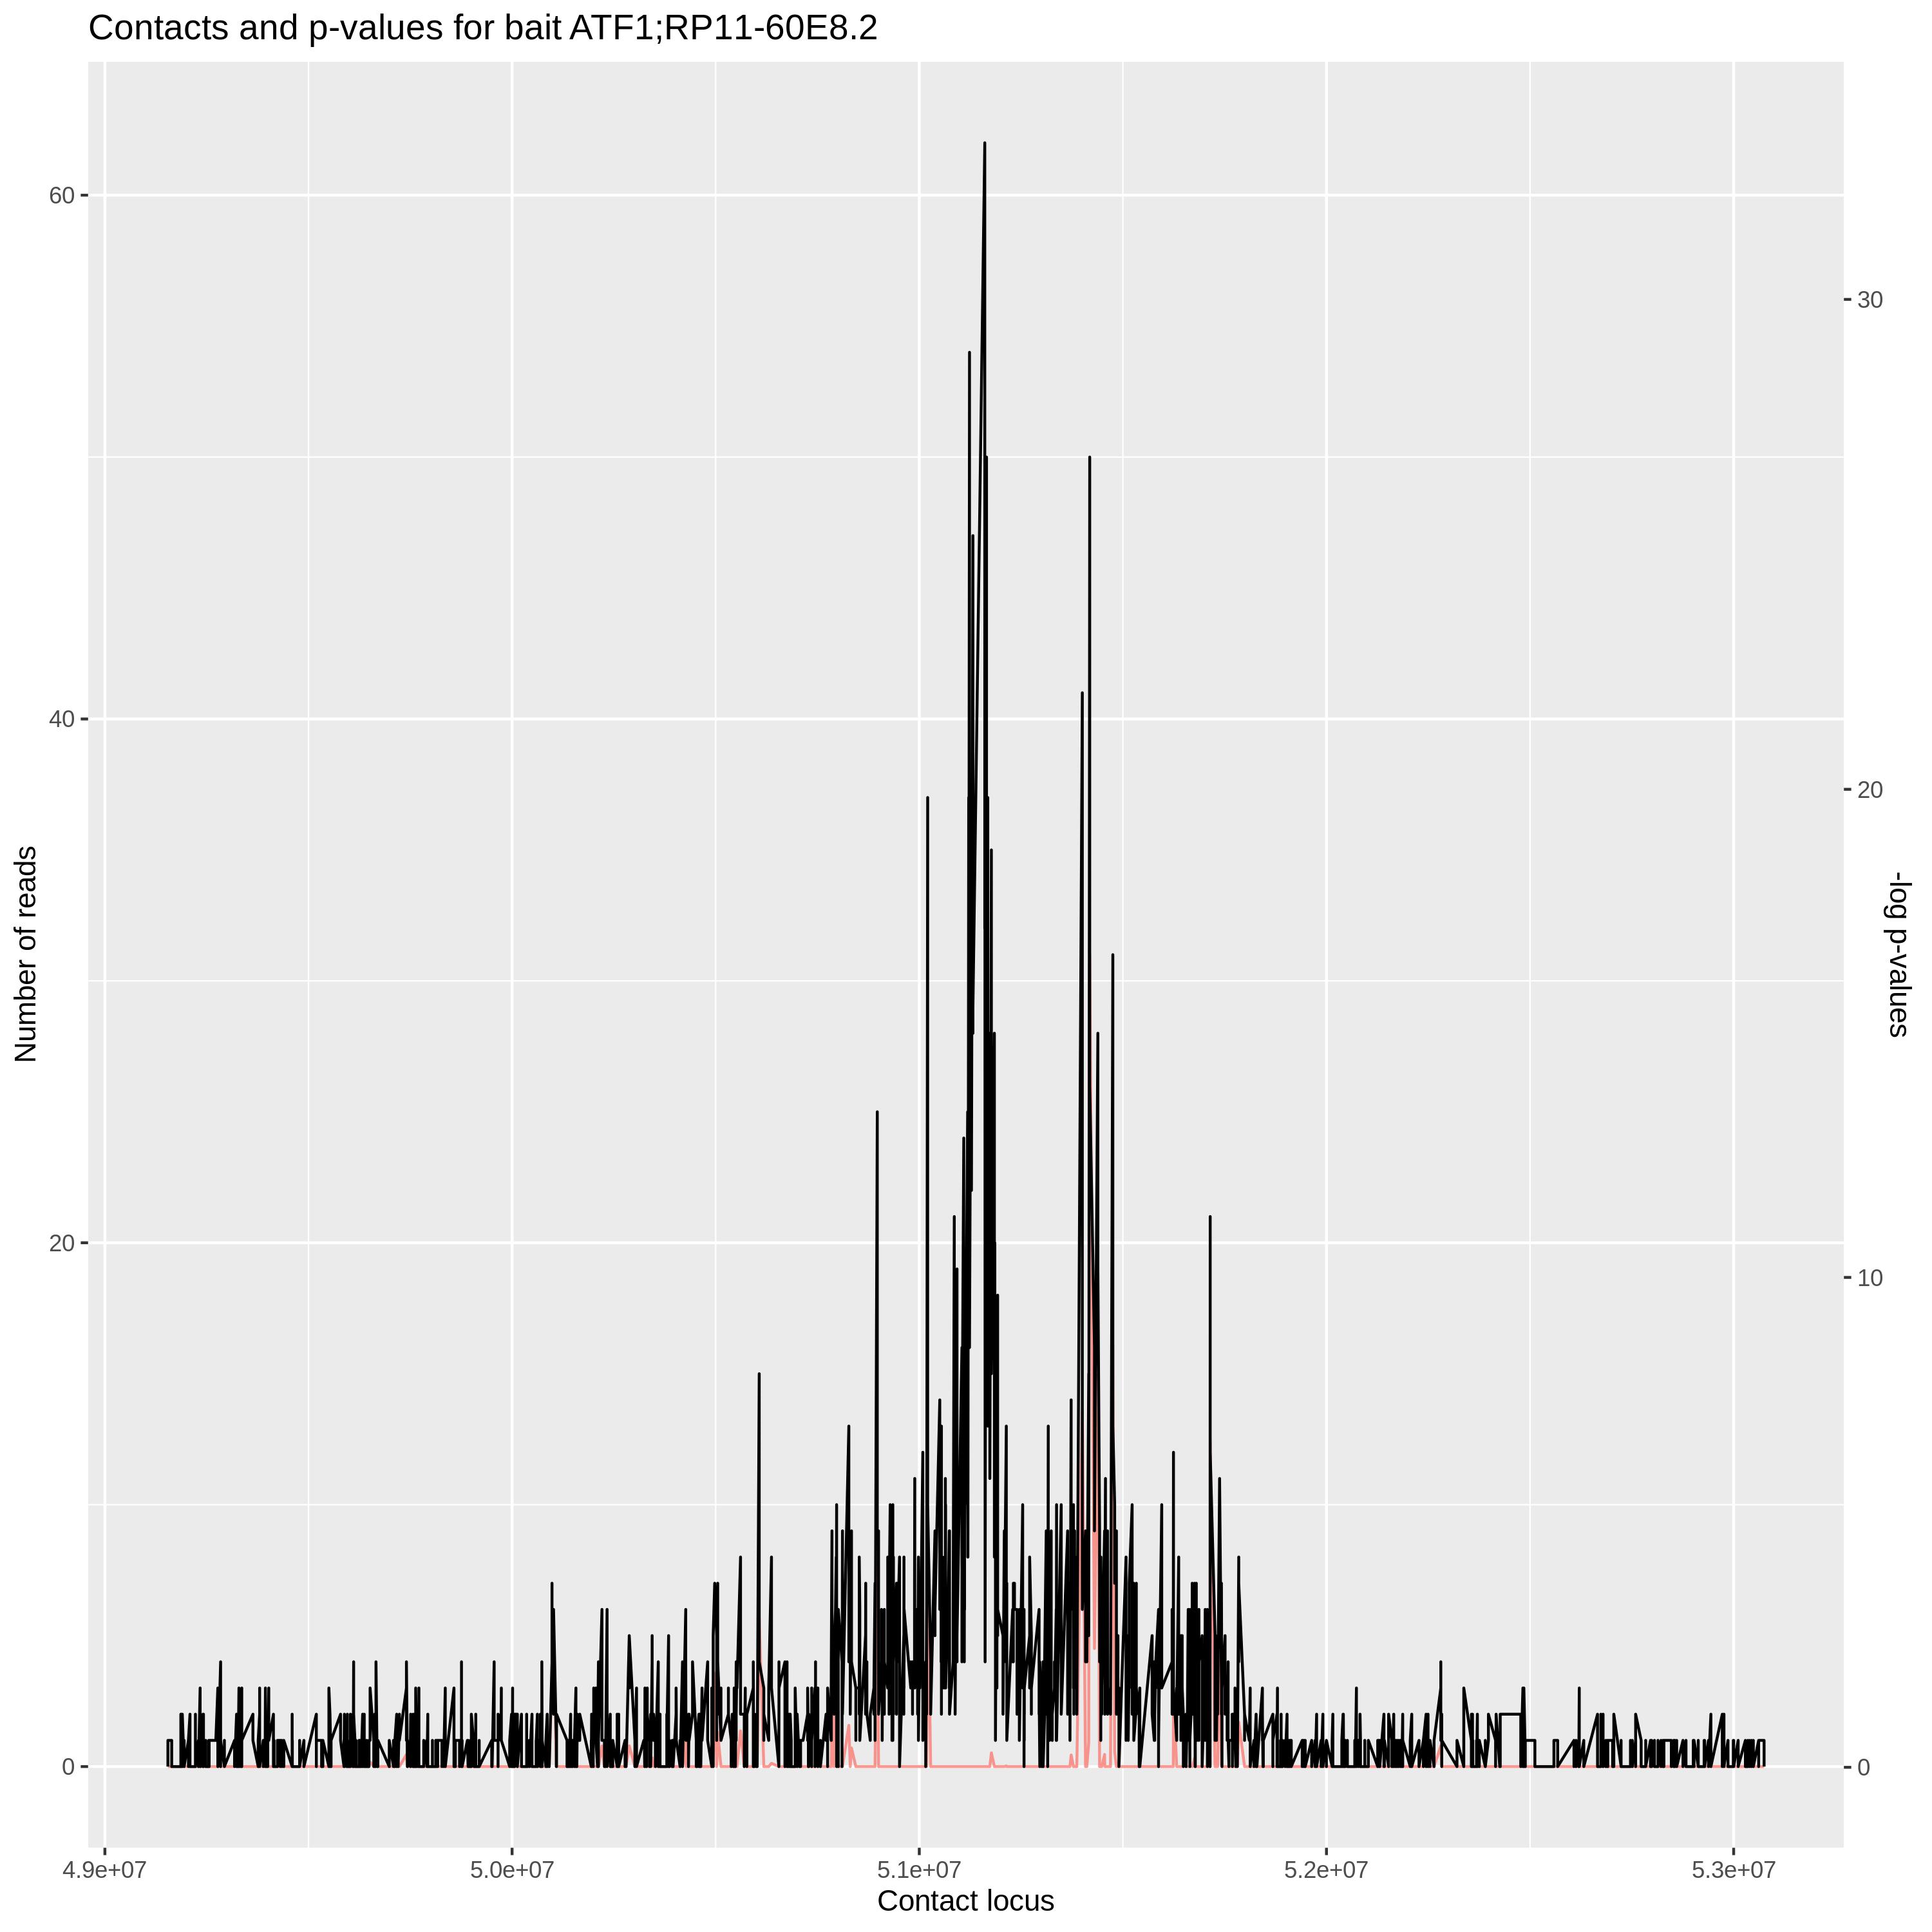 Contacts and p-values for bait ATF1;RP11-60E8.2
60
40
20
0
Number of reads
30
20
10
0
-log p-values
4.9e+07 5.0e+07 5.1e+07 5.2e+07 5.3e+07
Contact locus